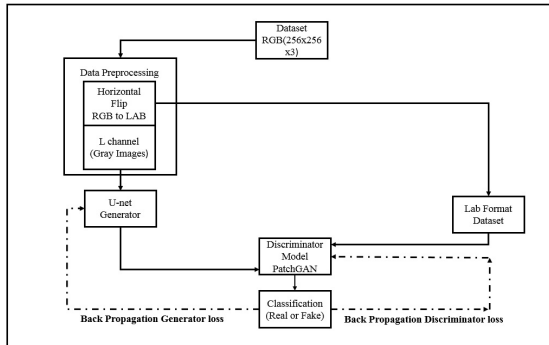 Dataset
RGB(256x256
x3)
Data Preprocessing
Horizontal
Flip
RGB to LAB
L channel
(Gray Images)
U-net
Generator
Lab Format
Dataset
Discriminator
Model
PatchGAN
Classification
(Real or Fake)
Back Propagation Generator loss
Back Propagation Discriminator loss